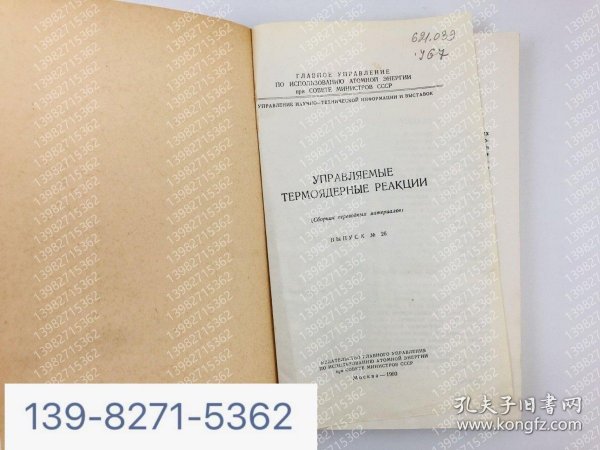 621.039
У67
ГЛАВНОЕ УПРАВЛЕНИЕ
ПО ИСПОЛЬЗОВАНИЮ АТОМНОЙ ЭНЕРГИИ
при СОВЕТЕ МИНИСТРОВ СССР
УПРАВЛЕНИЕ НАУЧНО-ТЕХНИЧЕСКОЙ ИНФОРМАЦИИ И ВЫСТАВОК
УПРАВЛЯЕМЫЕ
ТЕРМОЯДЕРНЫЕ РЕАКЦИИ
(Сборник переводных материалов)
ВЫПУСК № 26
ИЗДАТЕЛЬСТВО ГЛАВНОГО УПРАВЛЕНИЯ
ПО ИСПОЛЬЗОВАНИЮ АТОМНОЙ ЭНЕРГИИ
при СОВЕТЕ МИНИСТРОВ СССР
Москва—1960
139-8271-5362
孔夫子旧书网
www.kongfz.com
13982715362